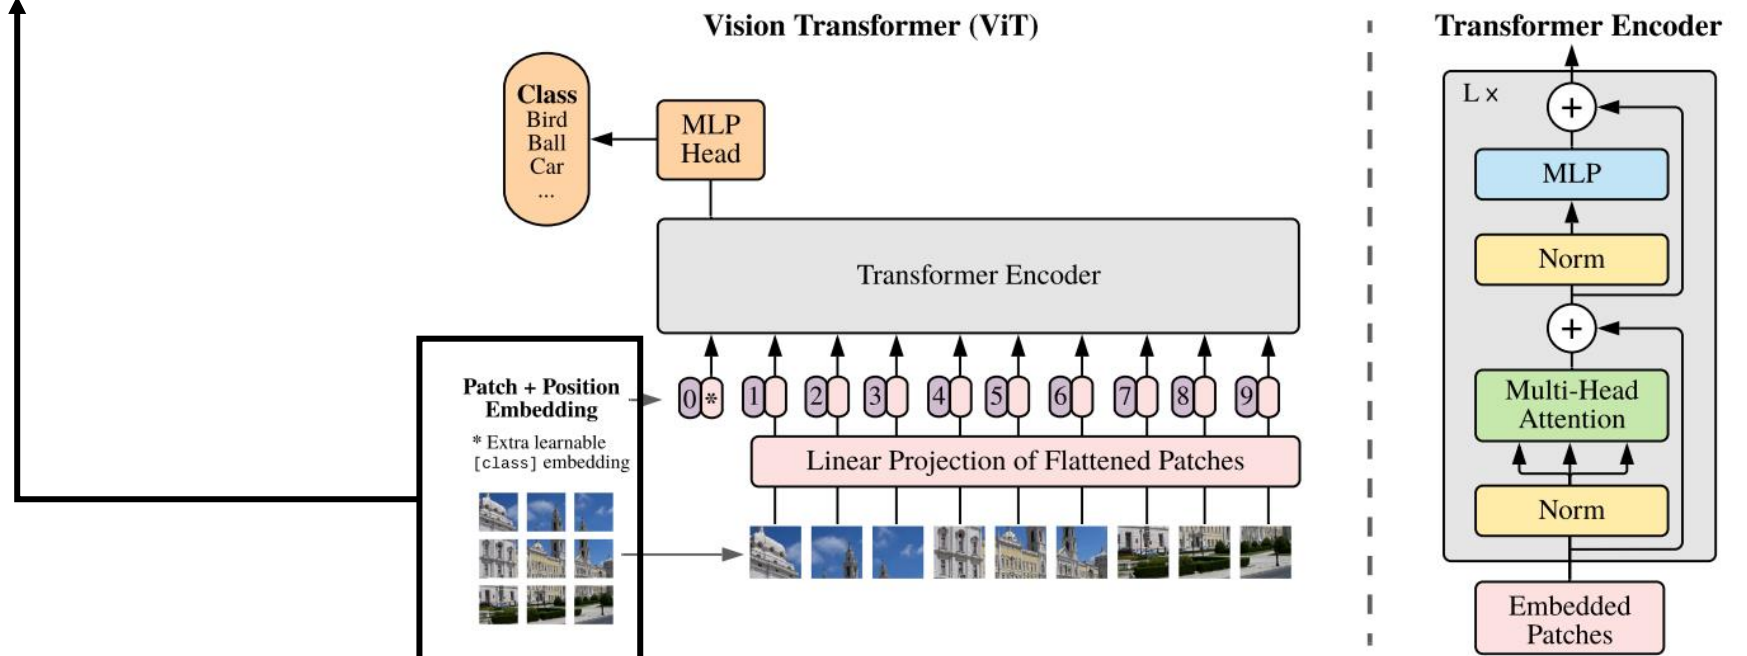 Vision Transformer (ViT)
Class
Bird
Ball
Car
...
MLP
Head
Transformer Encoder
Patch + Position
Embedding
* Extra learnable
[class] embedding
0 * 1 2 3 4 5 6 7 8 9
Linear Projection of Flattened Patches
Transformer Encoder
L ×
+
MLP
Norm
+
Multi-Head
Attention
Norm
Embedded
Patches